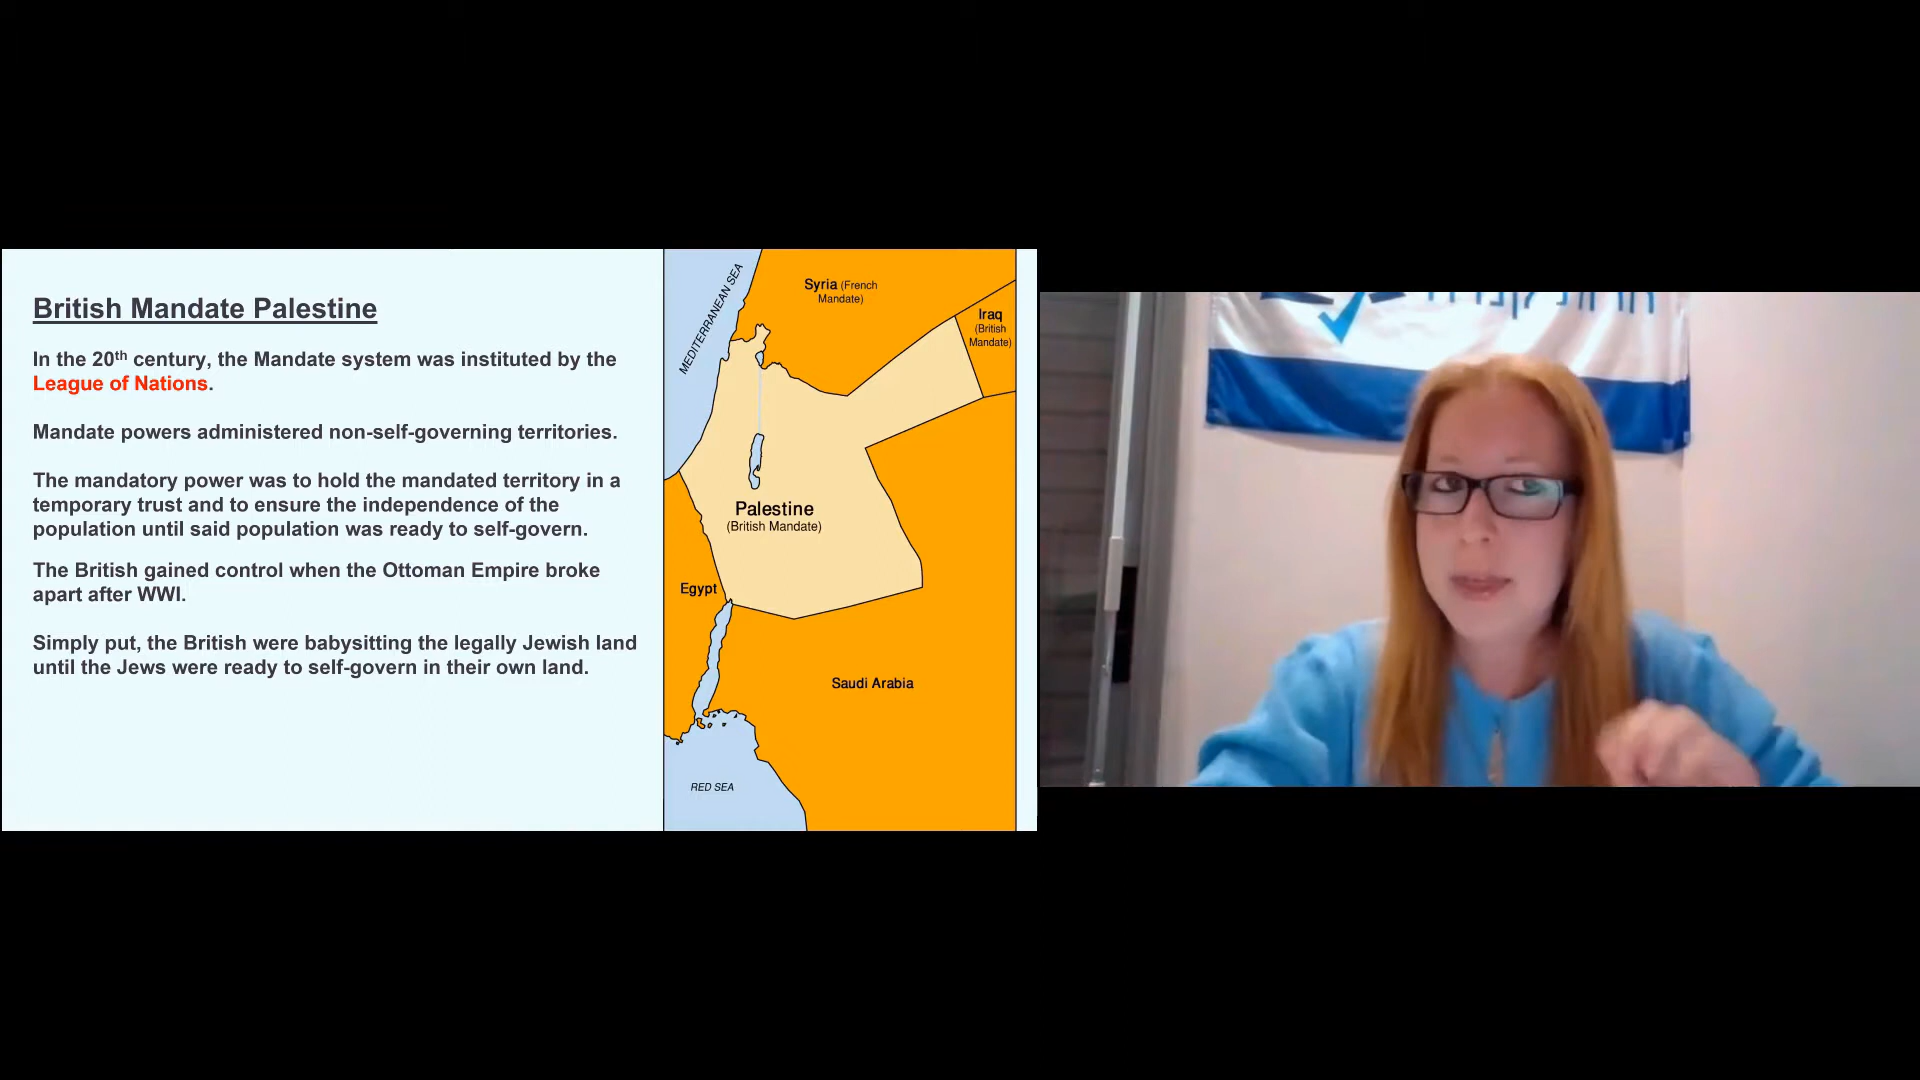 British Mandate Palestine
In the 20th century, the Mandate system was instituted by the
League of Nations.
Mandate powers administered non-self-governing territories.
The mandatory power was to hold the mandated territory in a
temporary trust and to ensure the independence of the
population until said population was ready to self-govern.
The British gained control when the Ottoman Empire broke
apart after WWI.
Simply put, the British were babysitting the legally Jewish land
until the Jews were ready to self-govern in their own land.
MEDITERRANEAN SEA
Syria (French
Mandate)
Iraq
(British
Mandate)
Palestine
(British Mandate)
Egypt
Saudi Arabia
RED SEA